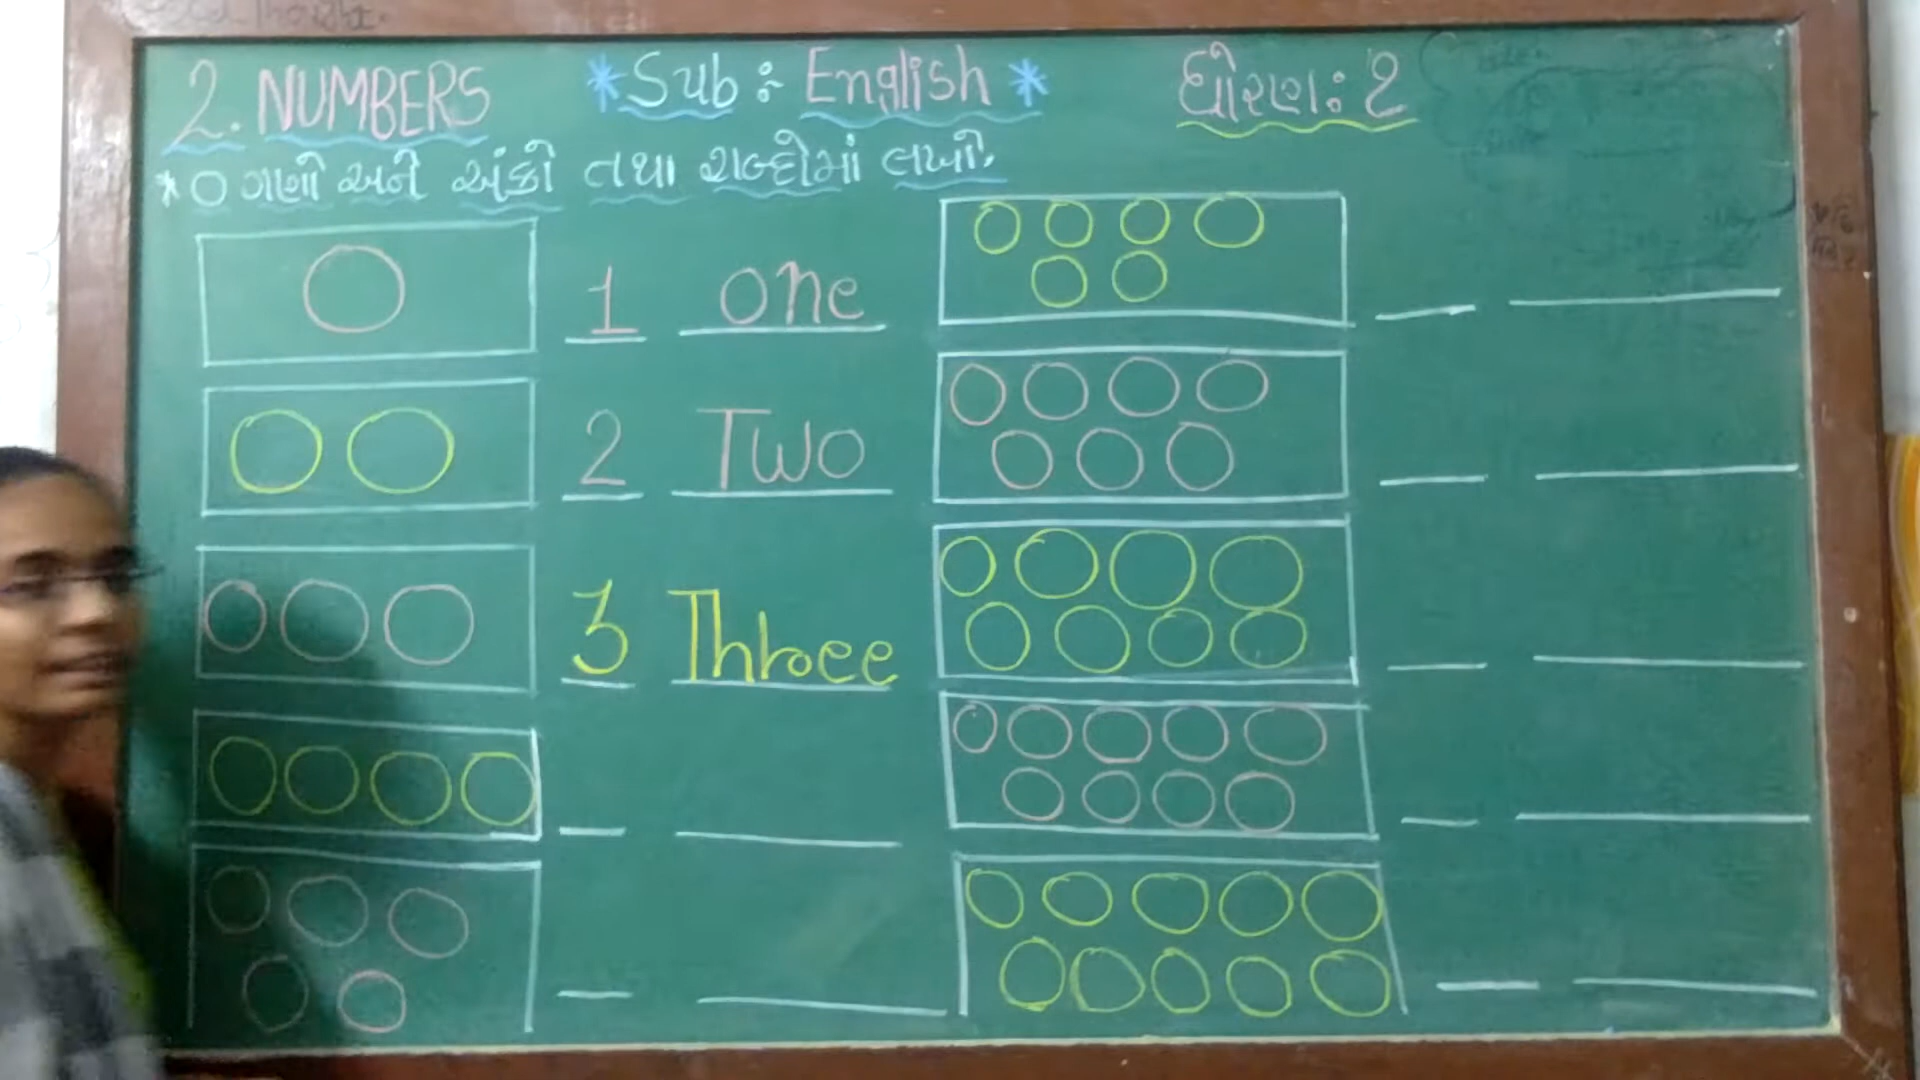 2. NUMBERS *Sub : English * ધોરણ : 2
* O ગણો અને અંકો તથા શબ્દોમાં લખો.
1 one
2 Two
3 Three